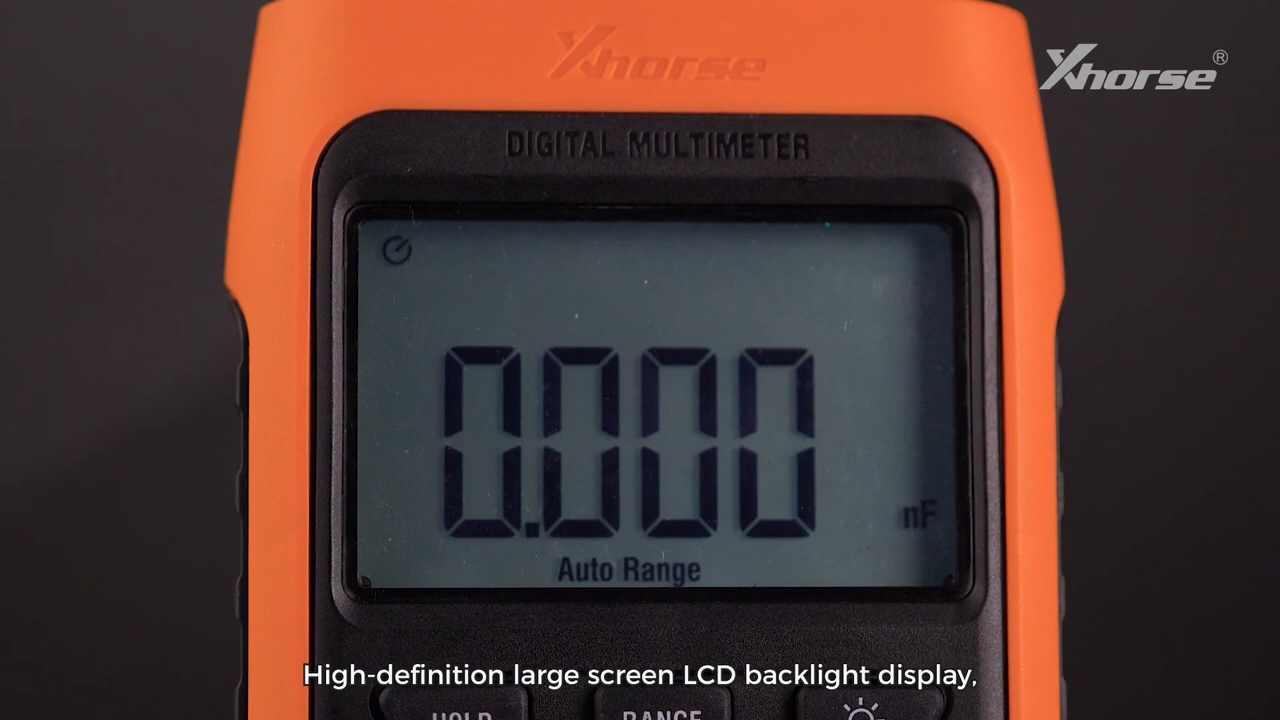 Xhorse
Xhorse®
DIGITAL MULTIMETER
0.000
nF
Auto Range
High-definition large screen LCD backlight display,
HOLD
RANGE